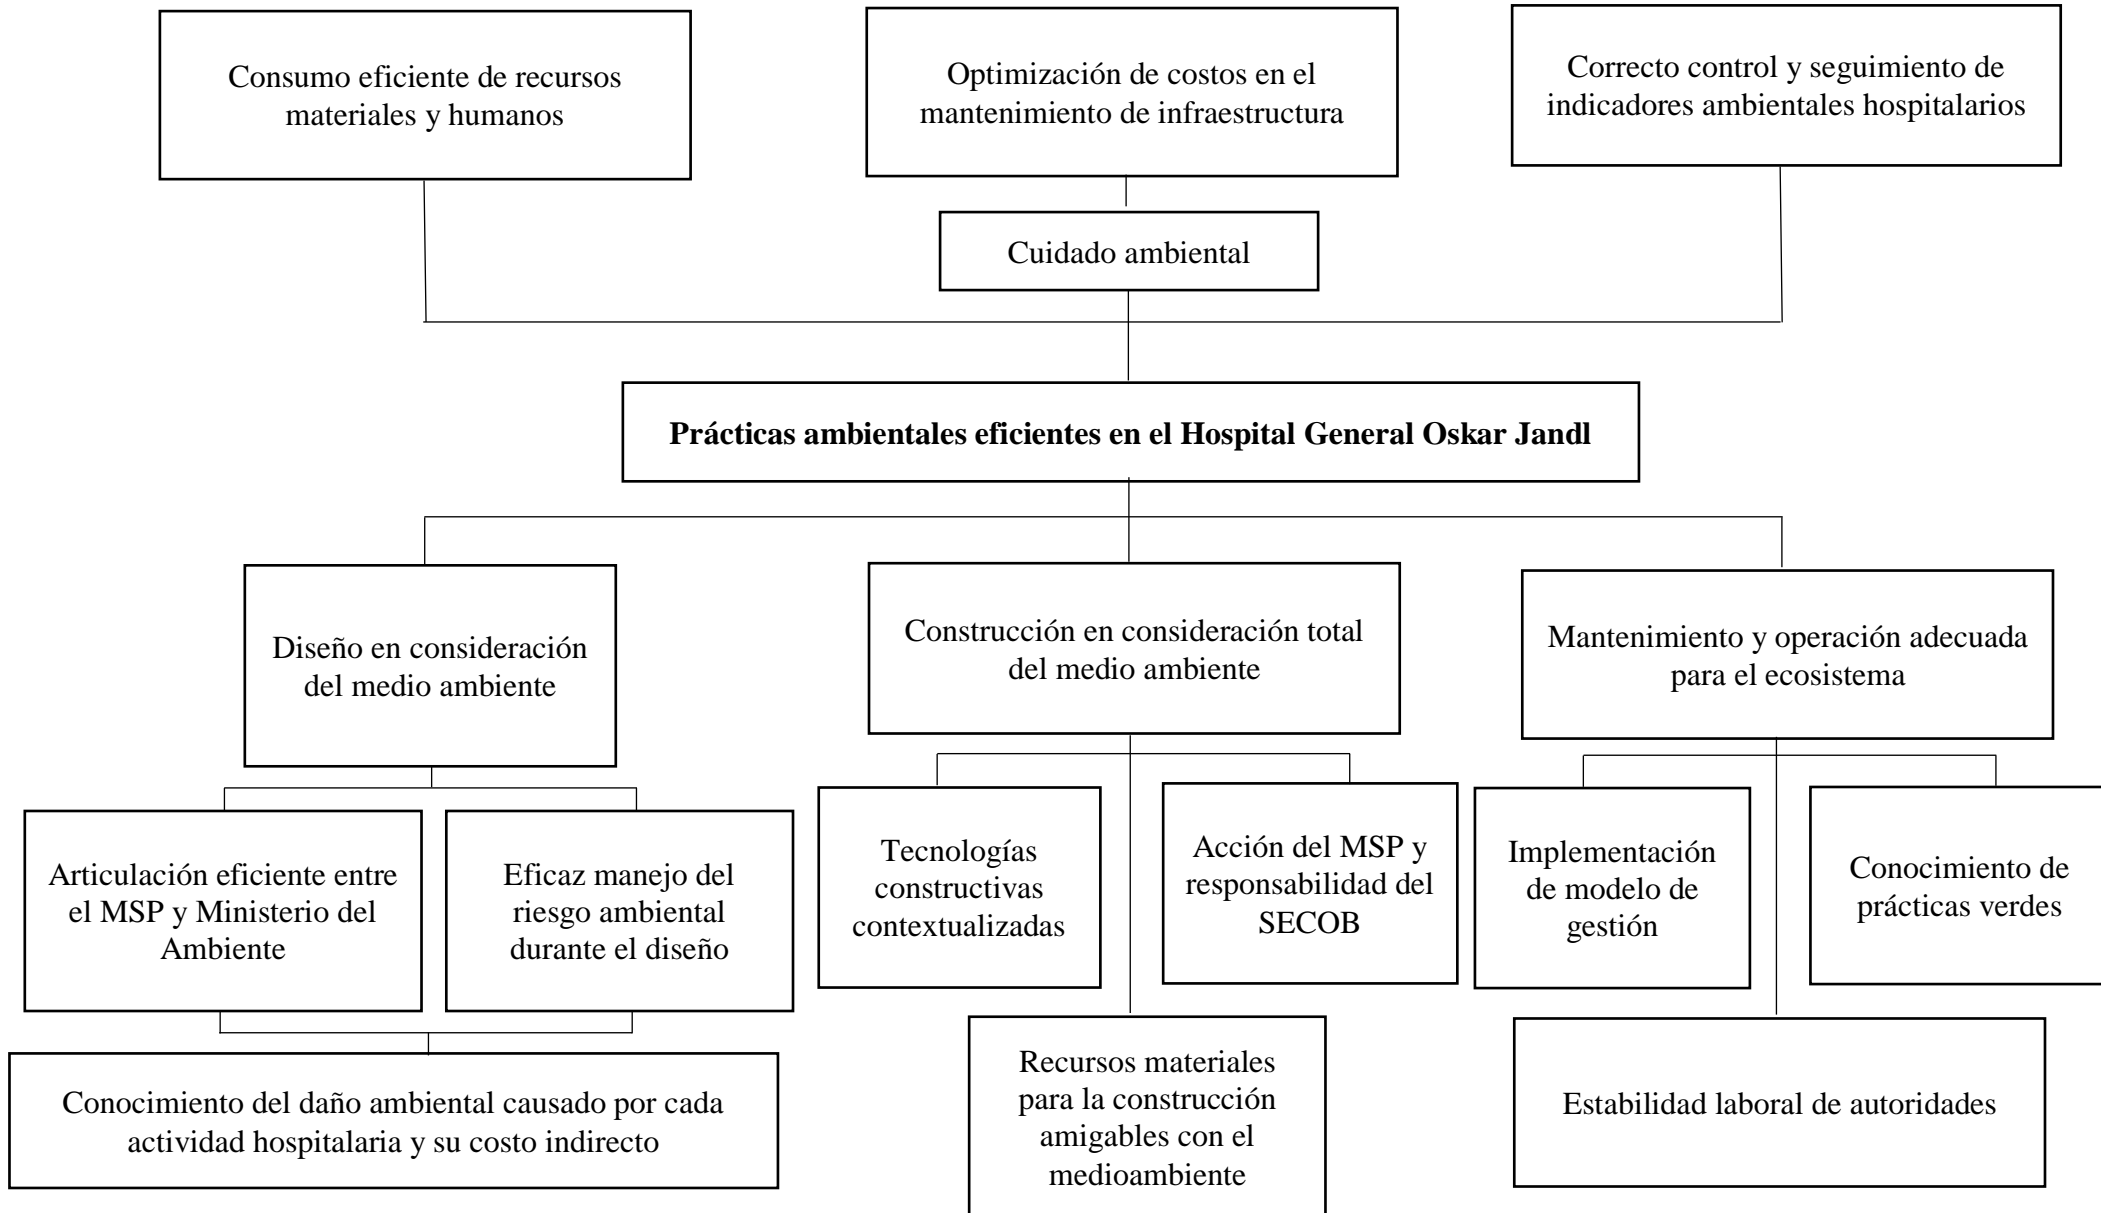 Consumo eficiente de recursos
materiales y humanos
Optimización de costos en el
mantenimiento de infraestructura
Correcto control y seguimiento de
indicadores ambientales hospitalarios
Cuidado ambiental
Prácticas ambientales eficientes en el Hospital General Oskar Jandl
Diseño en consideración
del medio ambiente
Construcción en consideración total
del medio ambiente
Mantenimiento y operación adecuada
para el ecosistema
Articulación eficiente entre
el MSP y Ministerio del
Ambiente
Eficaz manejo del
riesgo ambiental
durante el diseño
Tecnologías
constructivas
contextualizadas
Acción del MSP y
responsabilidad del
SECOB
Implementación
de modelo de
gestión
Conocimiento de
prácticas verdes
Conocimiento del daño ambiental causado por cada
actividad hospitalaria y su costo indirecto
Recursos materiales
para la construcción
amigables con el
medioambiente
Estabilidad laboral de autoridades